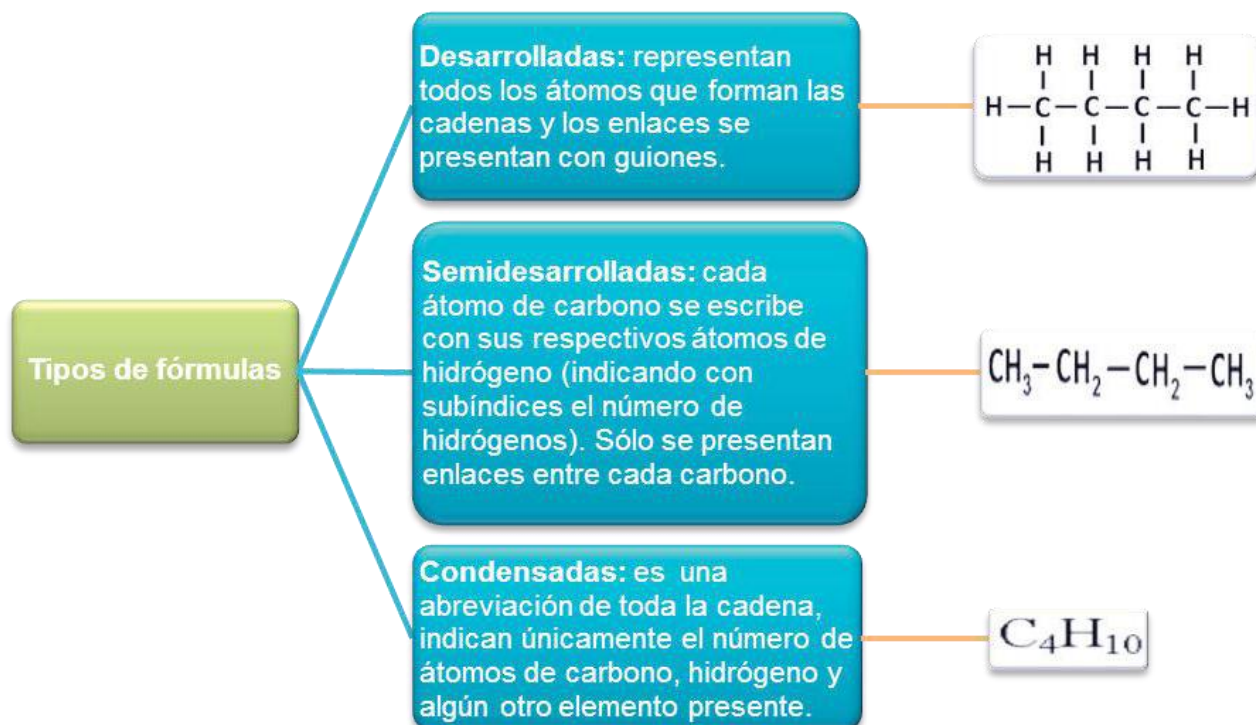 Tipos de fórmulas
Desarrolladas: representan
todos los átomos que forman las
cadenas y los enlaces se
presentan con guiones.
H H H H
H-C-C-C-C-H
H H H H
Semidesarrolladas: cada
átomo de carbono se escribe
con sus respectivos átomos de
hidrógeno (indicando con
subíndices el número de
hidrógenos). Sólo se presentan
enlaces entre cada carbono.
CH₃-CH₂-CH₂-CH₃
Condensadas: es una
abreviación de toda la cadena,
indican únicamente el número de
átomos de carbono, hidrógeno y
algún otro elemento presente.
C₄H₁₀